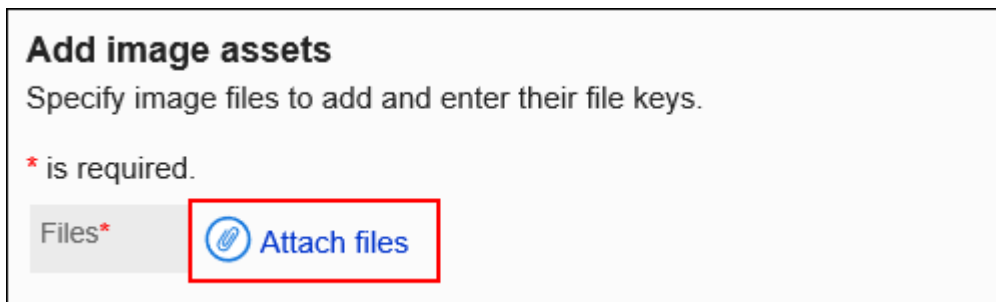 Add image assets
Specify image files to add and enter their file keys.
* is required.
Files* Attach files